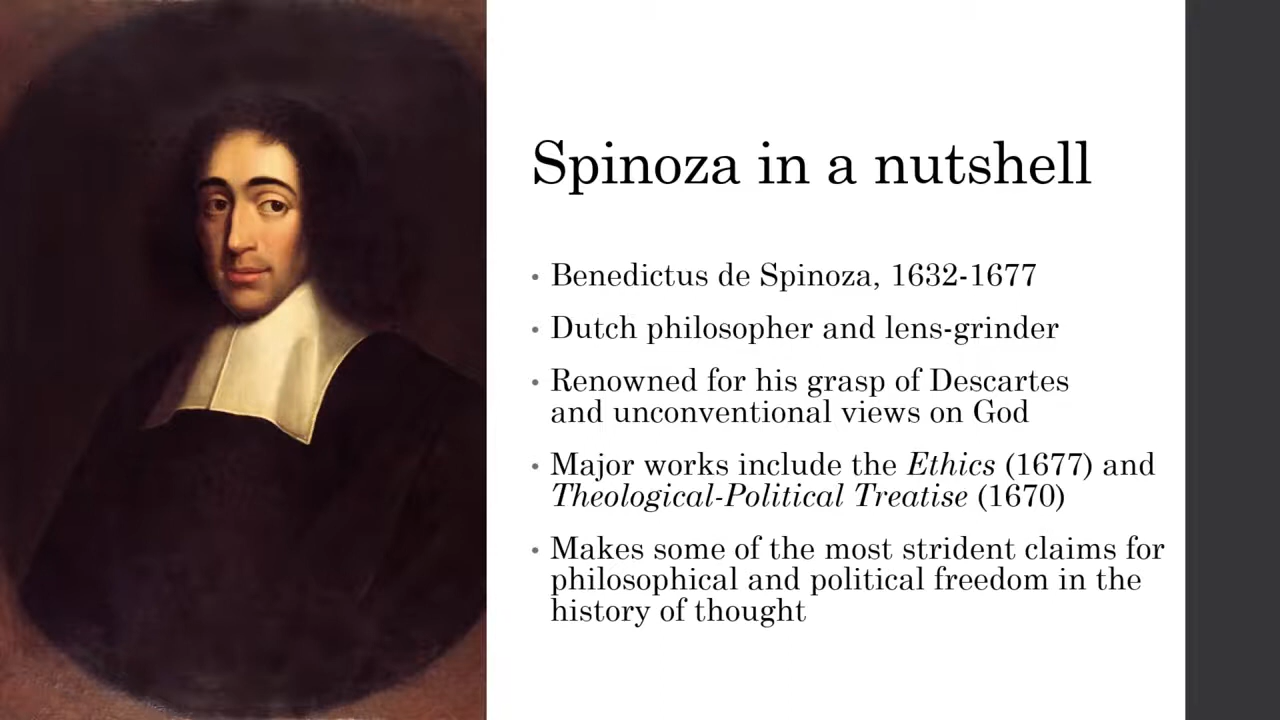 Spinoza in a nutshell
• Benedictus de Spinoza, 1632-1677
• Dutch philosopher and lens-grinder
• Renowned for his grasp of Descartes
and unconventional views on God
• Major works include the Ethics (1677) and
Theological-Political Treatise (1670)
• Makes some of the most strident claims for
philosophical and political freedom in the
history of thought